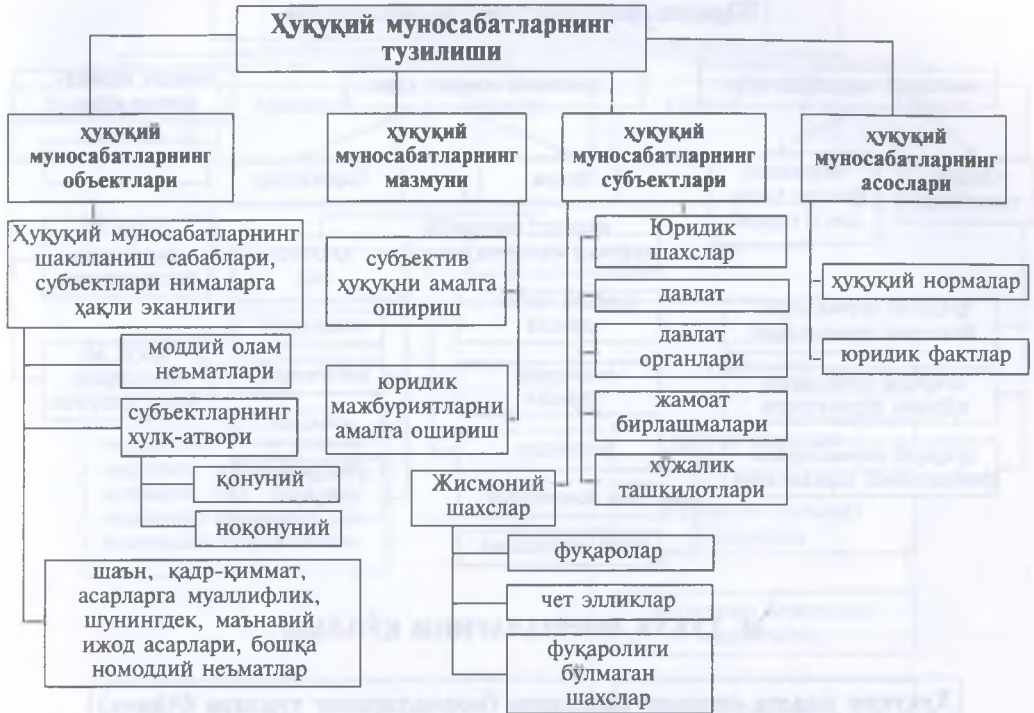 Ҳуқуқий муносабатларнинг
тузилиши
ҳуқуқий
муносабатларнинг
объектлари
Ҳуқуқий муносабатларнинг
шаклланиш сабаблари,
субъектлари нималарга
ҳақли эканлиги
моддий олам
неъматлари
субъектларнинг
хулқ-атвори
қонуний
ноқонуний
шаън, қадр-қиммат,
асарларга муаллифлик,
шунингдек, маънавий
ижод асарлари, бошқа
номоддий неъматлар
ҳуқуқий
муносабатларнинг
мазмуни
субъектив
ҳуқуқни амалга
ошириш
юридик
мажбуриятларни
амалга ошириш
ҳуқуқий
муносабатларнинг
субъектлари
Юридик
шахслар
давлат
давлат
органлари
жамоат
бирлашмалари
хўжалик
ташкилотлари
Жисмоний
шахслар
фуқаролар
чет элликлар
фуқаролиги
бўлмаган
шахслар
ҳуқуқий
муносабатларнинг
асослари
ҳуқуқий нормалар
юридик фактлар